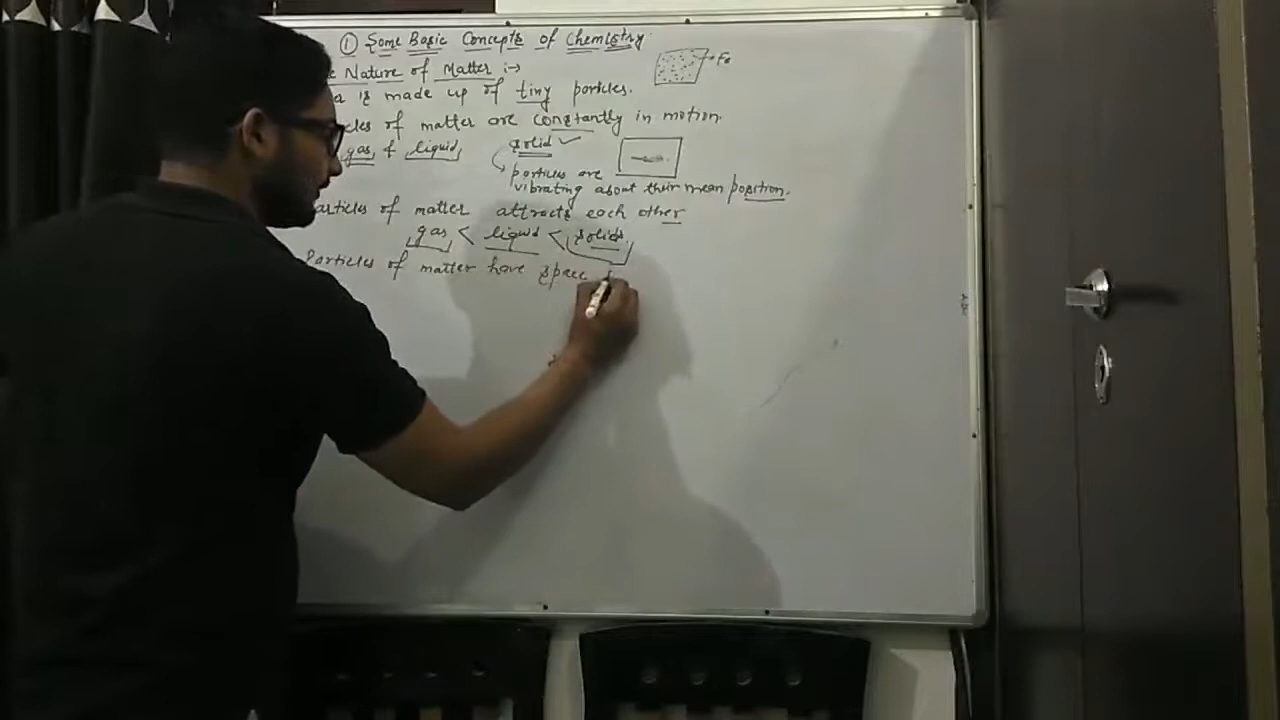 ① Some Basic Concepts of Chemistry
Nature of Matter :→
→ Fe
is made up of tiny particles.
of matter are constantly in motion.
gas & liquid
solid ✓
particles are
vibrating about their mean position.
articles of matter attracts each other
gas < liquid < solids.
Particles of matter have space